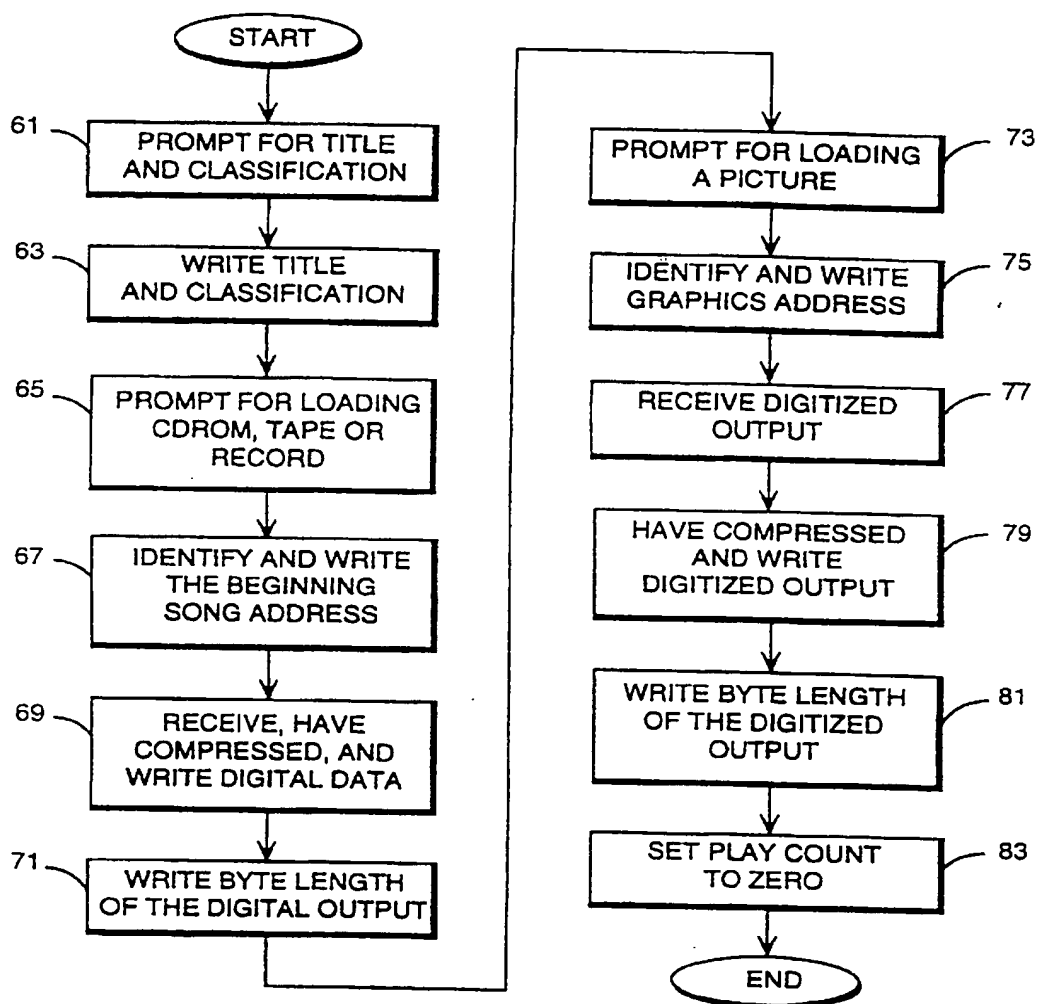 START
61
PROMPT FOR TITLE
AND CLASSIFICATION
63
WRITE TITLE
AND CLASSIFICATION
65
PROMPT FOR LOADING
CDROM, TAPE OR
RECORD
67
IDENTIFY AND WRITE
THE BEGINNING
SONG ADDRESS
69
RECEIVE, HAVE
COMPRESSED, AND
WRITE DIGITAL DATA
71
WRITE BYTE LENGTH
OF THE DIGITAL OUTPUT
73
PROMPT FOR LOADING
A PICTURE
75
IDENTIFY AND WRITE
GRAPHICS ADDRESS
77
RECEIVE DIGITIZED
OUTPUT
79
HAVE COMPRESSED
AND WRITE
DIGITIZED OUTPUT
81
WRITE BYTE LENGTH
OF THE DIGITIZED
OUTPUT
83
SET PLAY COUNT
TO ZERO
END